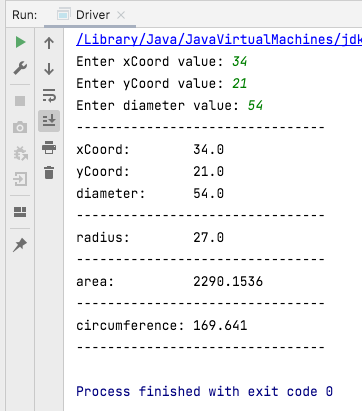 Run: Driver ×
/Library/Java/JavaVirtualMachines/jdk
Enter xCoord value: 34
Enter yCoord value: 21
Enter diameter value: 54
--------------------------------
xCoord: 34.0
yCoord: 21.0
diameter: 54.0
--------------------------------
radius: 27.0
--------------------------------
area: 2290.1536
--------------------------------
circumference: 169.641
--------------------------------
Process finished with exit code 0